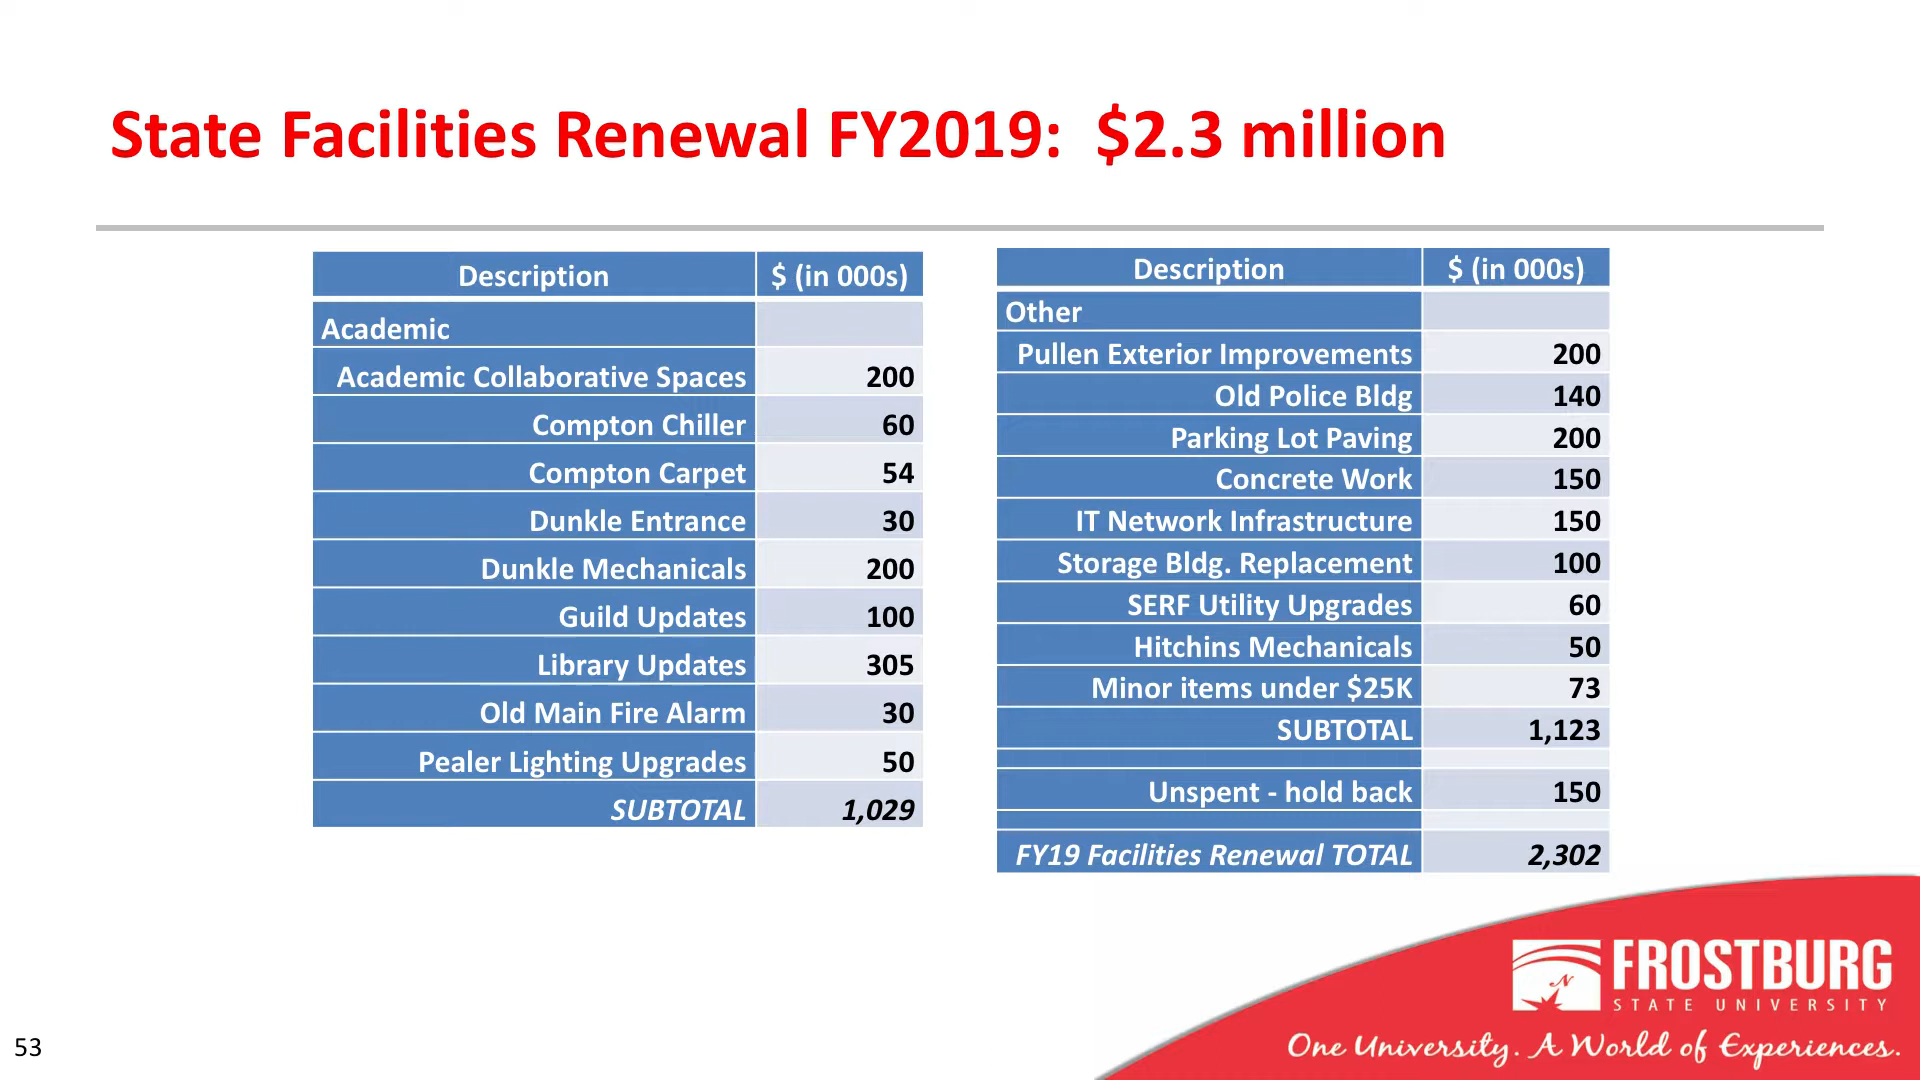 State Facilities Renewal FY2019:  $2.3 million
Description $ (in 000s)
Academic
Academic Collaborative Spaces 200
Compton Chiller 60
Compton Carpet 54
Dunkle Entrance 30
Dunkle Mechanicals 200
Guild Updates 100
Library Updates 305
Old Main Fire Alarm 30
Pealer Lighting Upgrades 50
SUBTOTAL 1,029
Description $ (in 000s)
Other
Pullen Exterior Improvements 200
Old Police Bldg 140
Parking Lot Paving 200
Concrete Work 150
IT Network Infrastructure 150
Storage Bldg. Replacement 100
SERF Utility Upgrades 60
Hitchins Mechanicals 50
Minor items under $25K 73
SUBTOTAL 1,123
Unspent - hold back 150
FY19 Facilities Renewal TOTAL 2,302
FROSTBURG
STATE UNIVERSITY
One University. A World of Experiences.
53